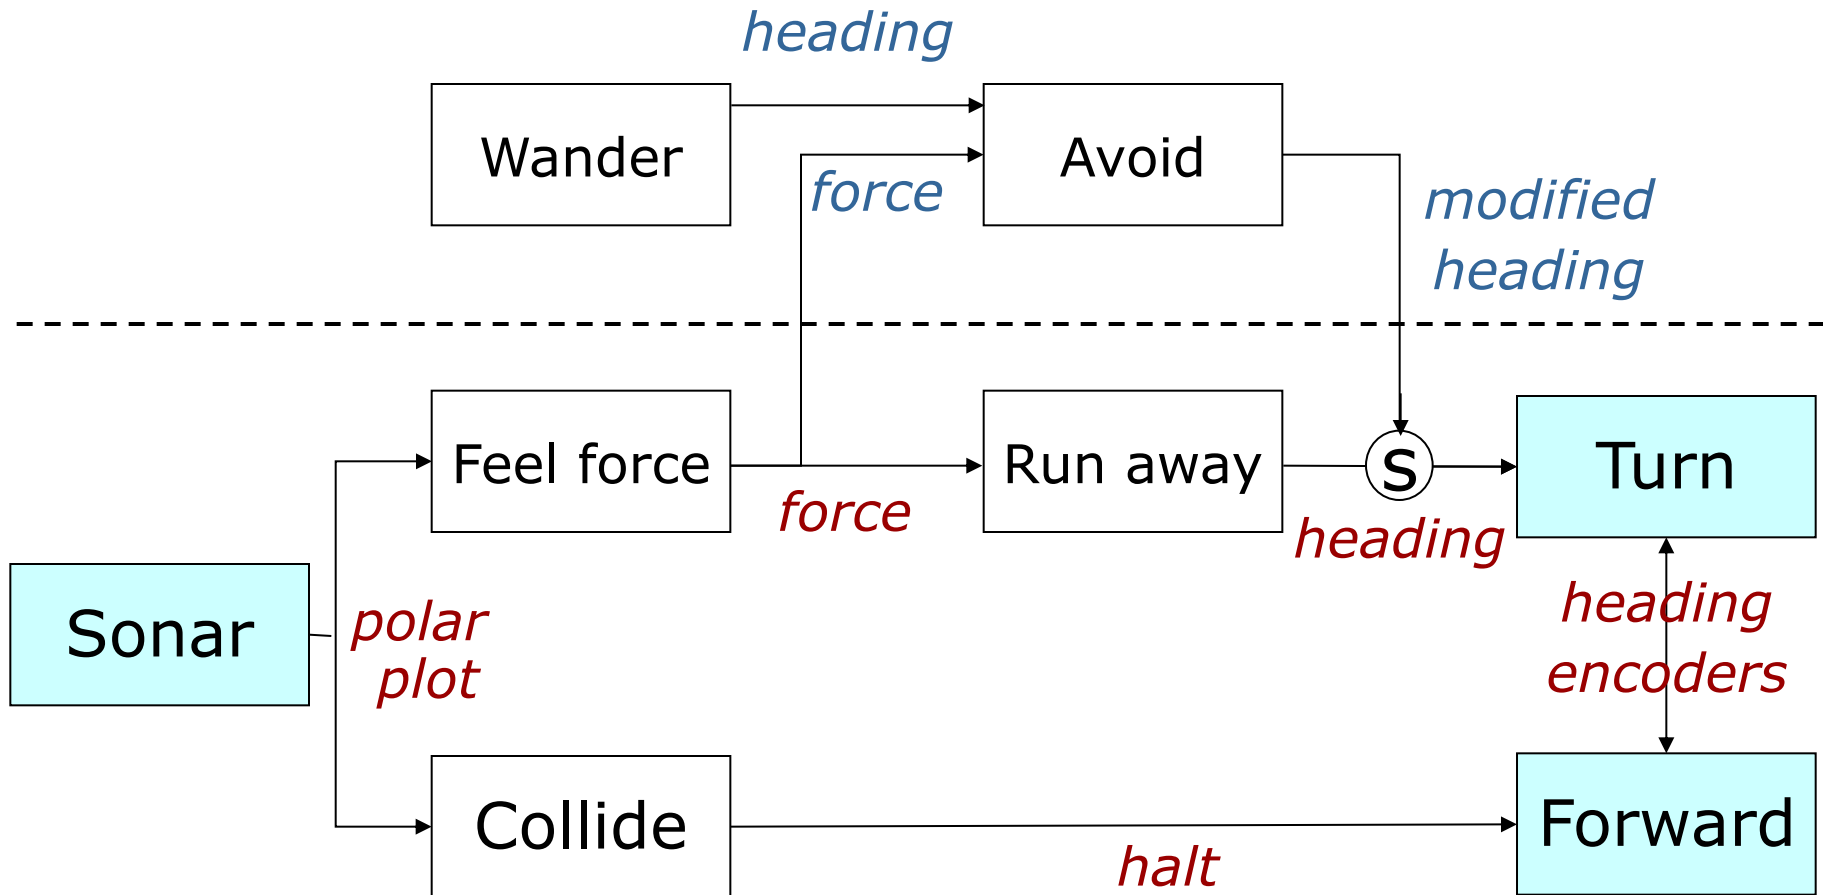 heading
Wander
Avoid
force
modified
heading
Feel force
Run away
S
Turn
force
heading
Sonar
polar
plot
heading
encoders
Collide
Forward
halt